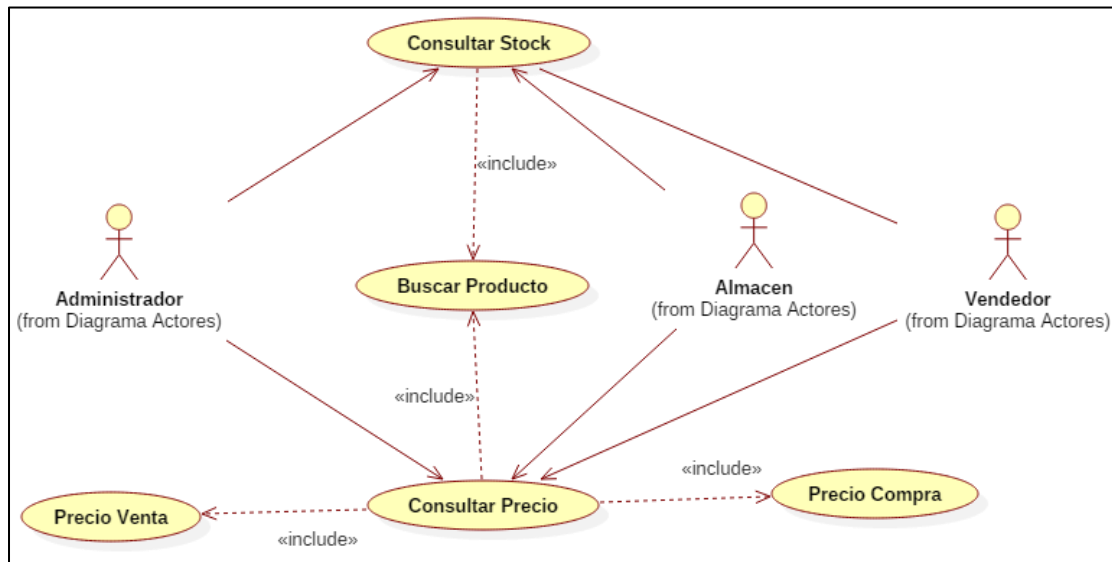 Consultar Stock
«include»
Buscar Producto
Administrador
(from Diagrama Actores)
Almacen
(from Diagrama Actores)
Vendedor
(from Diagrama Actores)
«include»
«include»
Precio Venta
«include»
Consultar Precio
Precio Compra